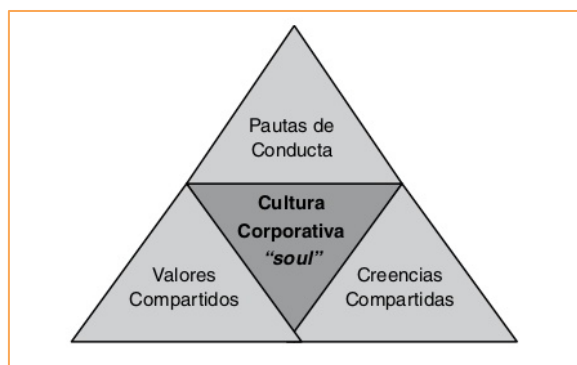 Pautas de
Conducta
Cultura
Corporativa
“soul”
Valores
Compartidos
Creencias
Compartidas